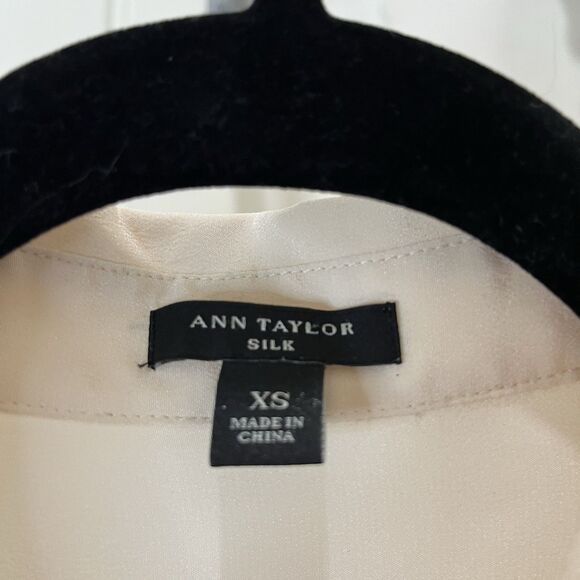 ANN TAYLOR
SILK
XS
MADE IN
CHINA